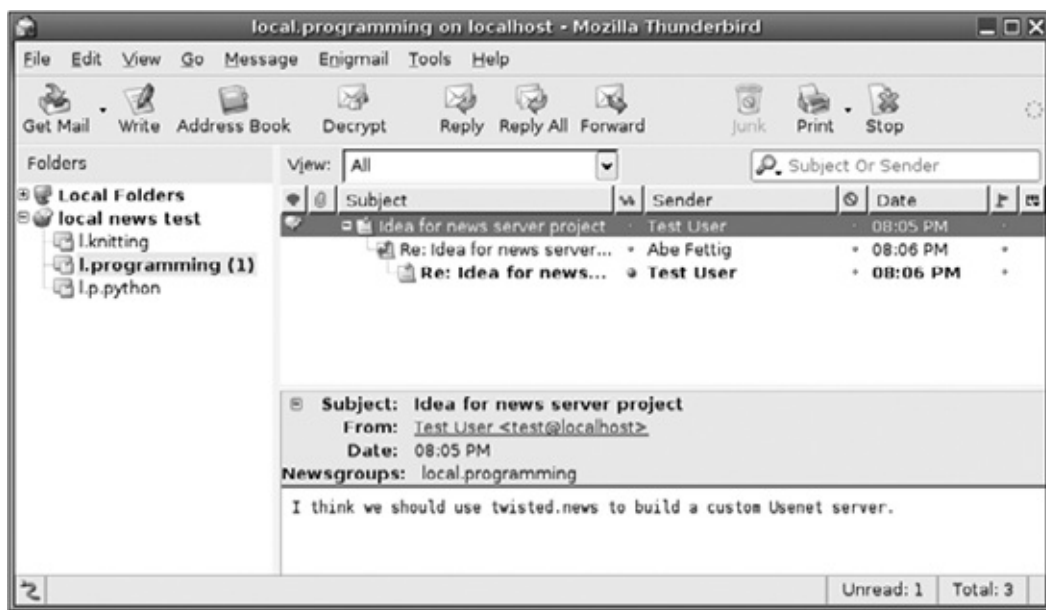 local.programming on localhost - Mozilla Thunderbird
File Edit View Go Message Enigmail Tools Help
Get Mail Write Address Book Decrypt Reply Reply All Forward Junk Print Stop
Folders
View: All
Subject Or Sender
Local Folders
local news test
l.knitting
l.programming (1)
l.p.python
Subject Sender Date
Idea for news server project Test User 08:05 PM
Re: Idea for news server... Abe Fettig 08:06 PM
Re: Idea for news... Test User 08:06 PM
Subject: Idea for news server project
From: Test User <test@localhost>
Date: 08:05 PM
Newsgroups: local.programming
I think we should use twisted.news to build a custom Usenet server.
Unread: 1 Total: 3